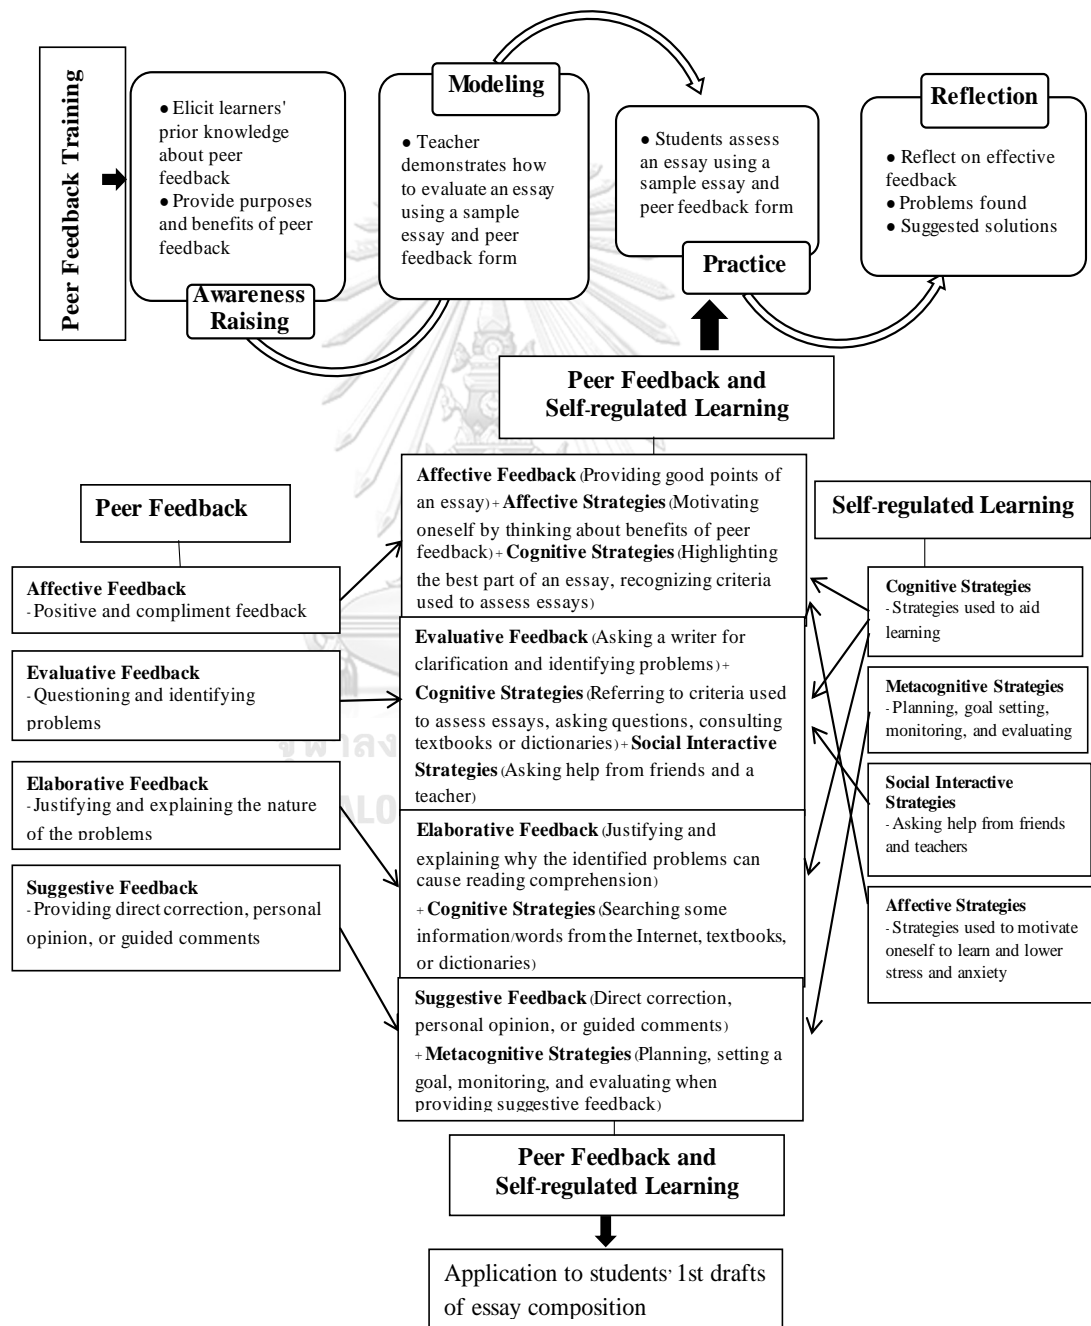 Peer Feedback Training
● Elicit learners'
prior knowledge
about peer
feedback
● Provide purposes
and benefits of peer
feedback
Awareness
Raising
Modeling
● Teacher
demonstrates how
to evaluate an essay
using a sample
essay and peer
feedback form
● Students assess
an essay using a
sample essay and
peer feedback form
Practice
Reflection
● Reflect on effective
feedback
● Problems found
● Suggested solutions
Peer Feedback and
Self-regulated Learning
Peer Feedback
Affective Feedback
- Positive and compliment feedback
Evaluative Feedback
- Questioning and identifying
problems
Elaborative Feedback
- Justifying and explaining the nature
of the problems
Suggestive Feedback
- Providing direct correction, personal
opinion, or guided comments
Affective Feedback (Providing good points of
an essay) + Affective Strategies (Motivating
oneself by thinking about benefits of peer
feedback) + Cognitive Strategies (Highlighting
the best part of an essay, recognizing criteria
used to assess essays)
Evaluative Feedback (Asking a writer for
clarification and identifying problems) +
Cognitive Strategies (Referring to criteria used
to assess essays, asking questions, consulting
textbooks or dictionaries) + Social Interactive
Strategies (Asking help from friends and a
teacher)
Elaborative Feedback (Justifying and
explaining why the identified problems can
cause reading comprehension)
+ Cognitive Strategies (Searching some
information/words from the Internet, textbooks,
or dictionaries)
Suggestive Feedback (Direct correction,
personal opinion, or guided comments)
+ Metacognitive Strategies (Planning, setting a
goal, monitoring, and evaluating when
providing suggestive feedback)
Self-regulated Learning
Cognitive Strategies
- Strategies used to aid
learning
Metacognitive Strategies
- Planning, goal setting,
monitoring, and evaluating
Social Interactive
Strategies
- Asking help from friends
and teachers
Affective Strategies
- Strategies used to motivate
oneself to learn and lower
stress and anxiety
Peer Feedback and
Self-regulated Learning
Application to students' 1st drafts
of essay composition